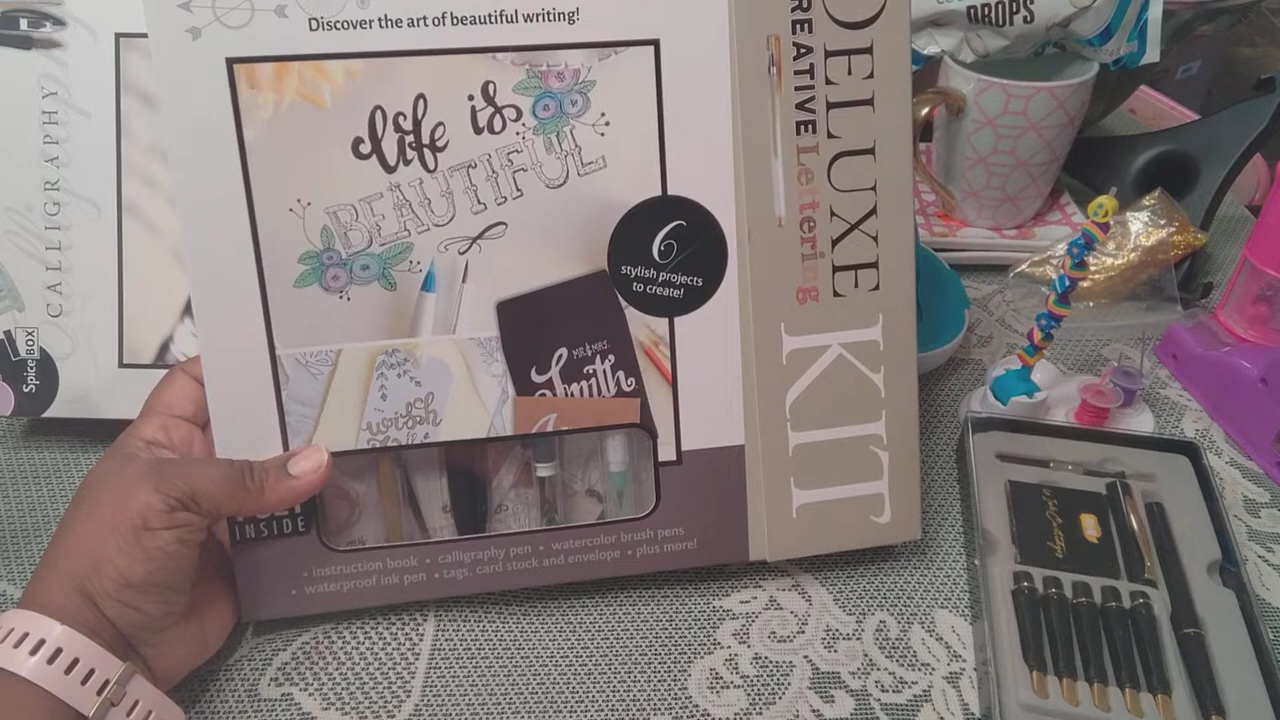 Discover the art of beautiful writing!
life is
BEAUTIFUL
6
stylish projects
to create!
MR & MRS.
Smith
wish
INSIDE
• instruction book • calligraphy pen • watercolor brush pens
• waterproof ink pen • tags, card stock and envelope • plus more!
DELUXE
CREATIVE Lettering
KIT
CALLIGRAPHY
SpiceBOX
DROPS